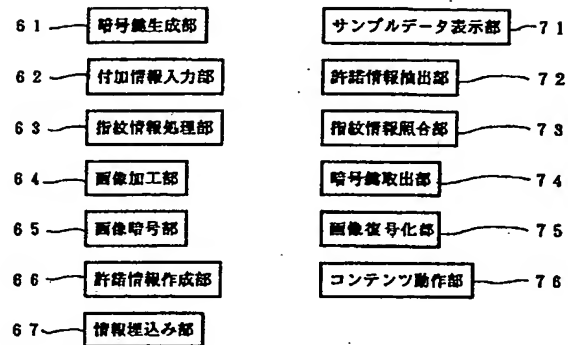 61 暗号鍵生成部
62 付加情報入力部
63 指紋情報処理部
64 画像加工部
65 画像暗号部
66 許諾情報作成部
67 情報埋込み部
サンプルデータ表示部 71
許諾情報抽出部 72
指紋情報照合部 73
暗号鍵取出部 74
画像復号化部 75
コンテンツ動作部 76